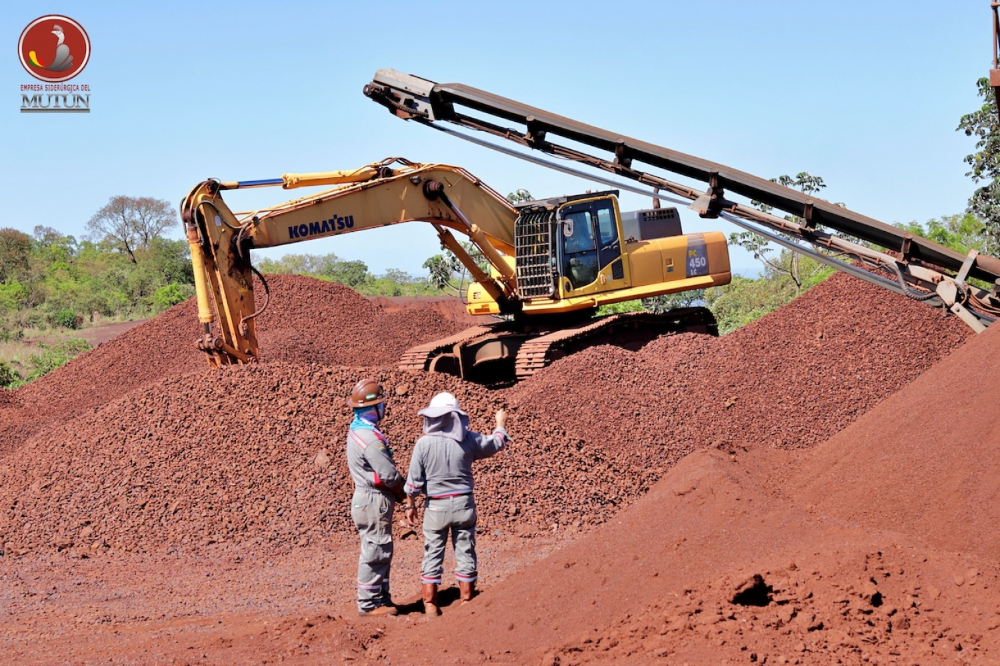 EMPRESA SIDERÚRGICA DEL
MUTÚN
KOMATSU
PC
450
LC